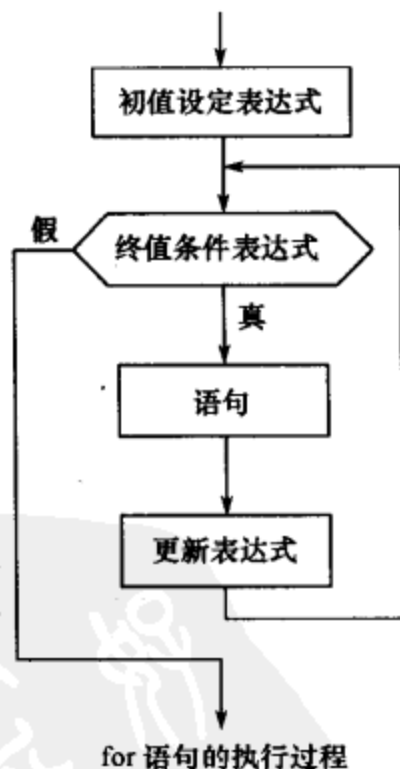 初值设定表达式
假
终值条件表达式
真
语句
更新表达式
for 语句的执行过程